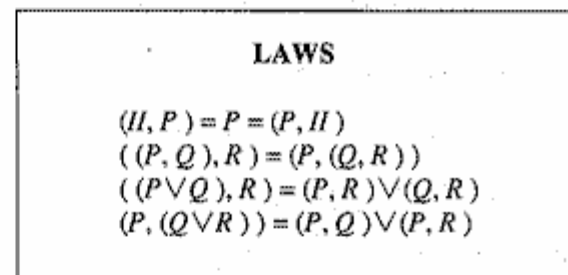 LAWS
(II, P) = P = (P, II)
((P, Q), R) = (P, (Q, R))
((P∨Q), R) = (P, R)∨(Q, R)
(P, (Q∨R)) = (P, Q)∨(P, R)